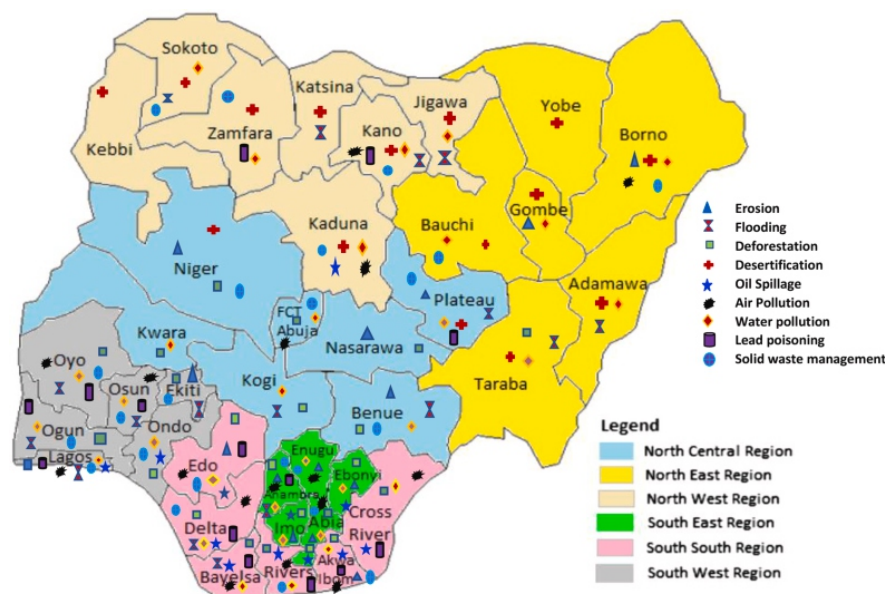 Sokoto
Katsina
Jigawa
Yobe
Borno
Kebbi
Zamfara
Kano
Kaduna
Bauchi
Gombe
Adamawa
Niger
Plateau
FCT
Abuja
Nasarawa
Taraba
Kwara
Kogi
Benue
Oyo
Osun
Ekiti
Ogun
Ondo
Lagos
Edo
Enugu
Ebonyi
Anambra
Imo
Abia
Cross
River
Delta
Bayelsa
Rivers
Akwa
Ibom
Erosion
Flooding
Deforestation
Desertification
Oil Spillage
Air Pollution
Water pollution
Lead poisoning
Solid waste management
Legend
North Central Region
North East Region
North West Region
South East Region
South South Region
South West Region